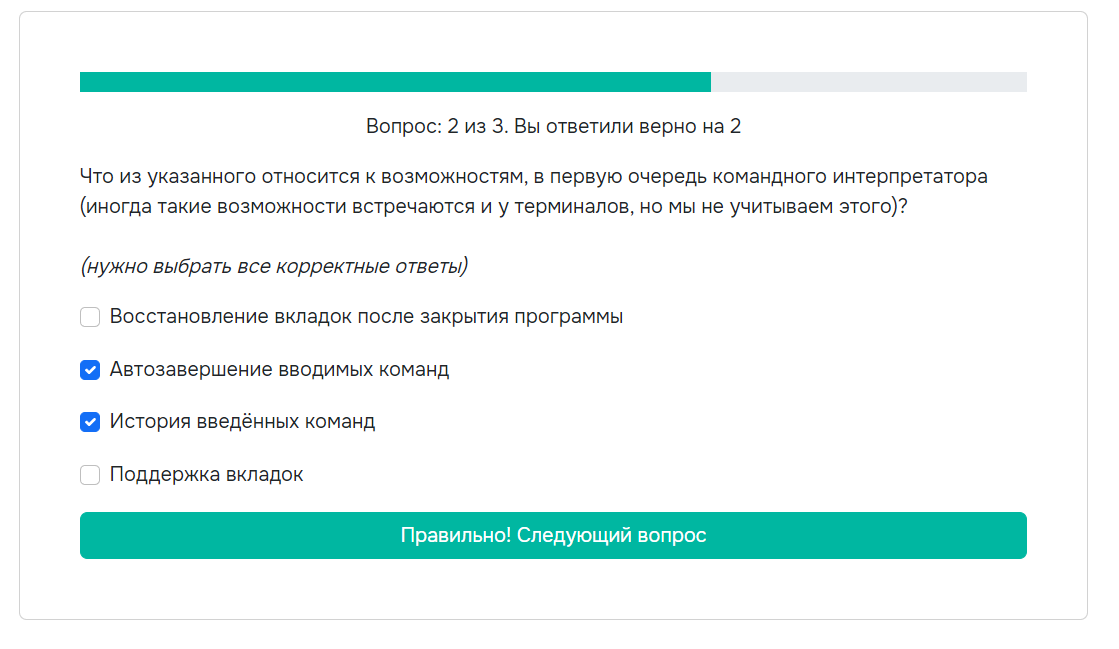 Вопрос: 2 из 3. Вы ответили верно на 2
Что из указанного относится к возможностям, в первую очередь командного интерпретатора
(иногда такие возможности встречаются и у терминалов, но мы не учитываем этого)?
(нужно выбрать все корректные ответы)
Восстановление вкладок после закрытия программы
Автозавершение вводимых команд
История введённых команд
Поддержка вкладок
Правильно! Следующий вопрос